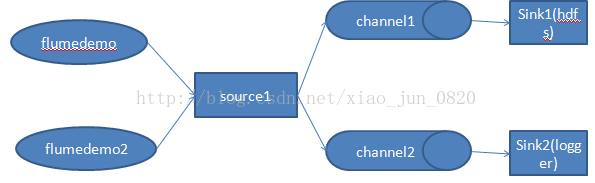 flumedemo
channel1
Sink1(hdf
s)
source1
http://blog.csdn.net/xiao_jun_0820
flumedemo2
channel2
Sink2(logg
er)